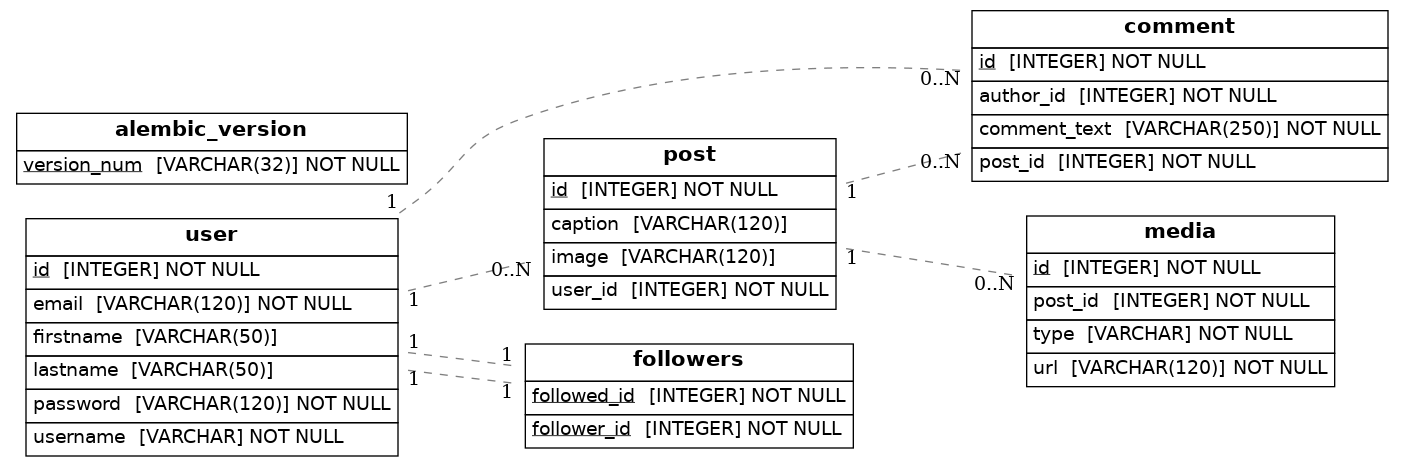 alembic_version
version_num [VARCHAR(32)] NOT NULL
user
id [INTEGER] NOT NULL
email [VARCHAR(120)] NOT NULL
firstname [VARCHAR(50)]
lastname [VARCHAR(50)]
password [VARCHAR(120)] NOT NULL
username [VARCHAR] NOT NULL
1
0..N
1
0..N
1
1
1
1
post
id [INTEGER] NOT NULL
caption [VARCHAR(120)]
image [VARCHAR(120)]
user_id [INTEGER] NOT NULL
followers
followed_id [INTEGER] NOT NULL
follower_id [INTEGER] NOT NULL
1
0..N
1
0..N
comment
id [INTEGER] NOT NULL
author_id [INTEGER] NOT NULL
comment_text [VARCHAR(250)] NOT NULL
post_id [INTEGER] NOT NULL
media
id [INTEGER] NOT NULL
post_id [INTEGER] NOT NULL
type [VARCHAR] NOT NULL
url [VARCHAR(120)] NOT NULL